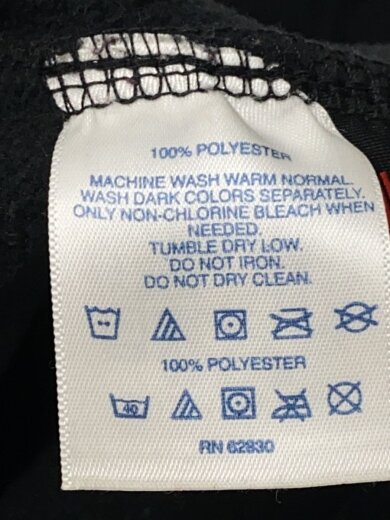 100% POLYESTER
MACHINE WASH WARM NORMAL.
WASH DARK COLORS SEPARATELY.
ONLY NON-CHLORINE BLEACH WHEN
NEEDED.
TUMBLE DRY LOW.
DO NOT IRON.
DO NOT DRY CLEAN.
100% POLYESTER
40
RN 62830